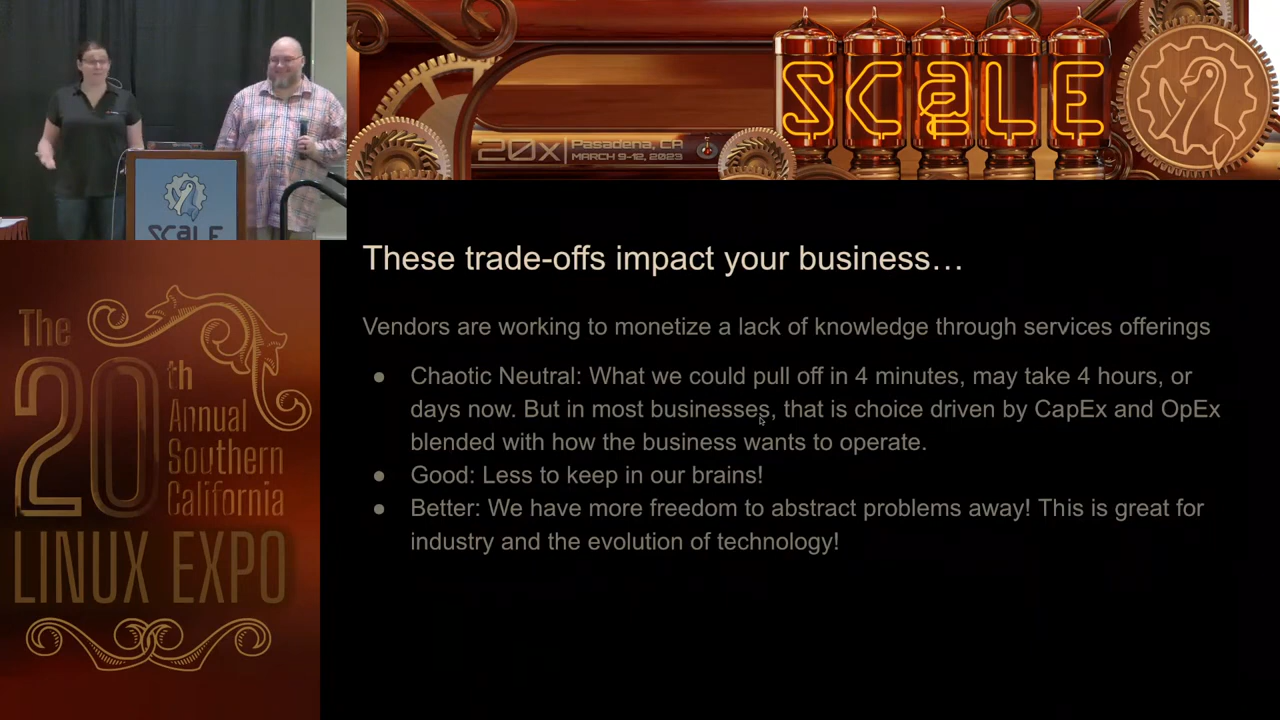 SCALE
20x
Pasadena, CA
MARCH 9-12, 2023
SCALE
The
20th
Annual
Southern
California
LINUX EXPO
These trade-offs impact your business…
Vendors are working to monetize a lack of knowledge through services offerings
● Chaotic Neutral: What we could pull off in 4 minutes, may take 4 hours, or
days now. But in most businesses, that is choice driven by CapEx and OpEx
blended with how the business wants to operate.
● Good: Less to keep in our brains!
● Better: We have more freedom to abstract problems away! This is great for
industry and the evolution of technology!